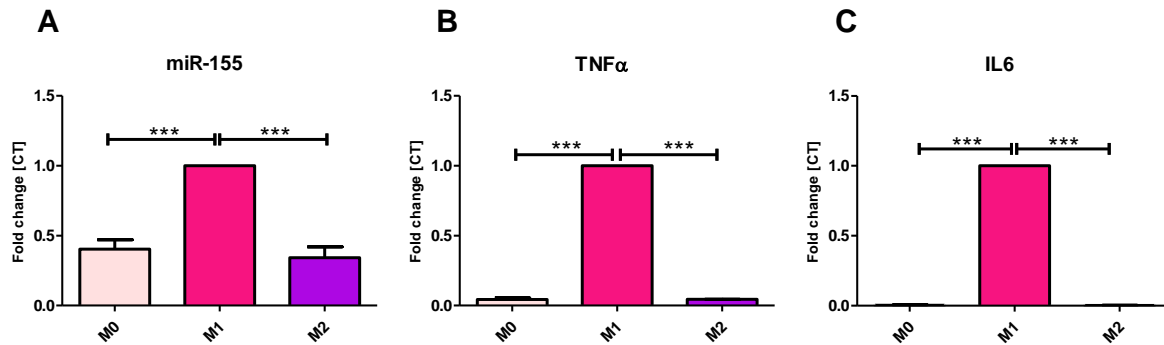 A
miR-155
Fold change [CT]
1.5
1.0
0.5
0.0
*** ***
M0 M1 M2
B
TNFα
Fold change [CT]
1.5
1.0
0.5
0.0
*** ***
M0 M1 M2
C
IL6
Fold change [CT]
1.5
1.0
0.5
0.0
*** ***
M0 M1 M2